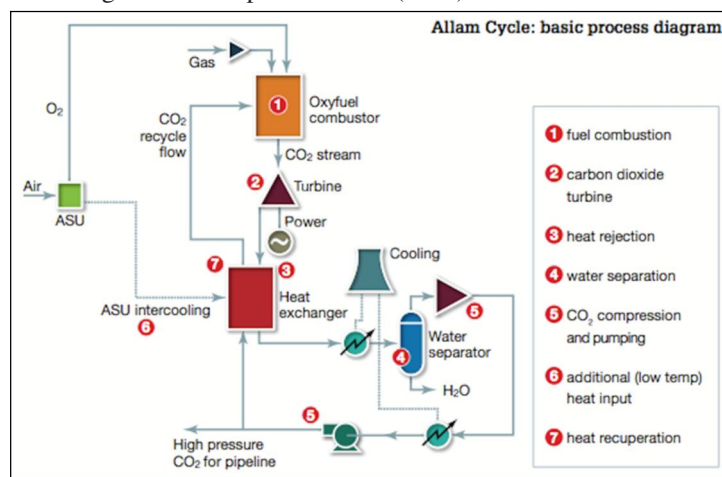 Allam Cycle: basic process diagram
Gas
O2
CO2
recycle
flow
1
Oxyfuel
combustor
CO2 stream
Air
ASU
2
Turbine
Power
7
3
Cooling
Heat
exchanger
ASU intercooling
6
5
4
Water
separator
H2O
5
High pressure
CO2 for pipeline
1 fuel combustion
2 carbon dioxide
turbine
3 heat rejection
4 water separation
5 CO2 compression
and pumping
6 additional (low temp)
heat input
7 heat recuperation